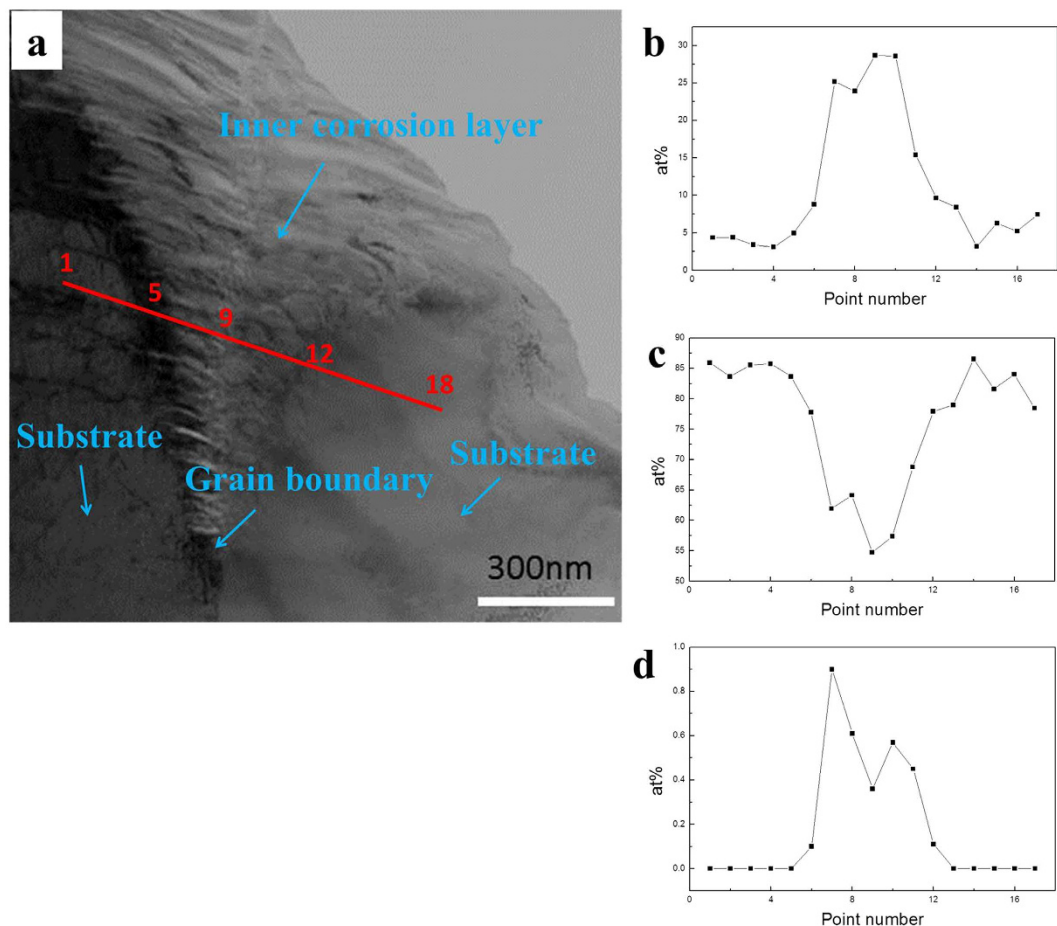 a
Inner corrosion layer
1
5
9
12
18
Substrate
Substrate
Grain boundary
300nm
b
30
25
20
15
10
5
0
at%
0
4
8
12
16
Point number
c
90
85
80
75
70
65
60
55
50
at%
0
4
8
12
16
Point number
d
1.0
0.8
0.6
0.4
0.2
0.0
at%
0
4
8
12
16
Point number